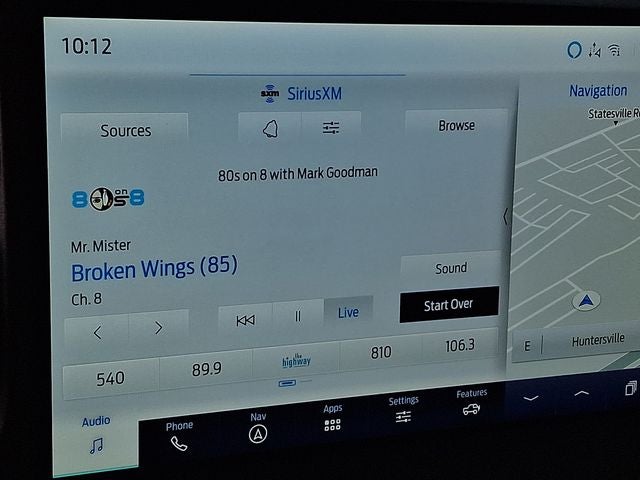 10:12
sxm SiriusXM
Navigation
Statesville R
Sources
Browse
80s on 8 with Mark Goodman
80s on 8
Mr. Mister
Broken Wings (85)
Ch. 8
Sound
Live
Start Over
540
89.9
the highway
810
106.3
E
Huntersville
Audio
Phone
Nav
Apps
Settings
Features